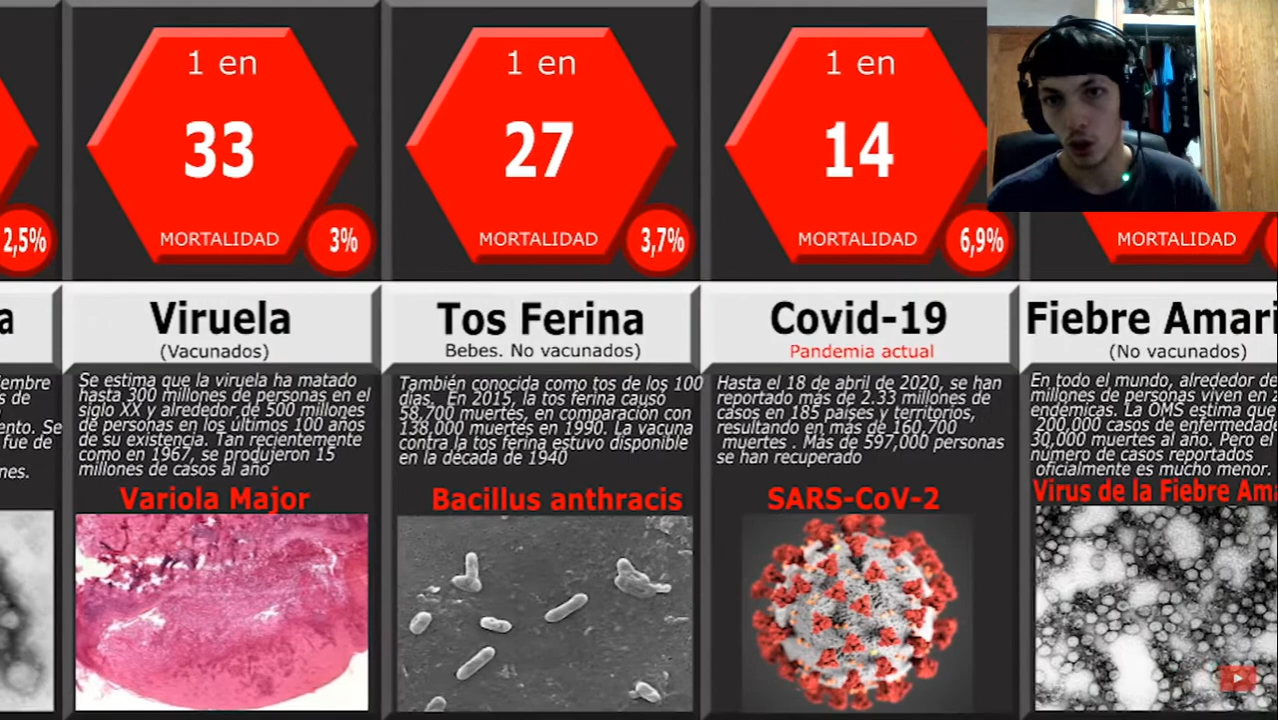 2,5%
1 en
33
MORTALIDAD
3%
1 en
27
MORTALIDAD
3,7%
1 en
14
MORTALIDAD
6,9%
MORTALIDAD
a
iembre
s de
ento. Se
fue de
nes.
Viruela
(Vacunados)
Se estima que la viruela ha matado
hasta 300 millones de personas en el
siglo XX y alrededor de 500 millones
de personas en los últimos 100 años
de su existencia. Tan recientemente
como en 1967, se produjeron 15
millones de casos al año
Variola Major
Tos Ferina
Bebes. No vacunados)
También conocida como tos de los 100
días. En 2015, la tos ferina causó
58,700 muertes, en comparación con
138,000 muertes en 1990. La vacuna
contra la tos ferina estuvo disponible
en la década de 1940
Bacillus anthracis
Covid-19
Pandemia actual
Hasta el 18 de abril de 2020, se han
reportado más de 2.33 millones de
casos en 185 países y territorios,
resultando en más de 160,700
muertes . Más de 597,000 personas
se han recuperado
SARS-CoV-2
Fiebre Amari
(No vacunados)
En todo el mundo, alrededor de
millones de personas viven en
endémicas. La OMS estima que
200,000 casos de enfermedad
30,000 muertes al año. Pero el
número de casos reportados
oficialmente es mucho menor.
Virus de la Fiebre Ama